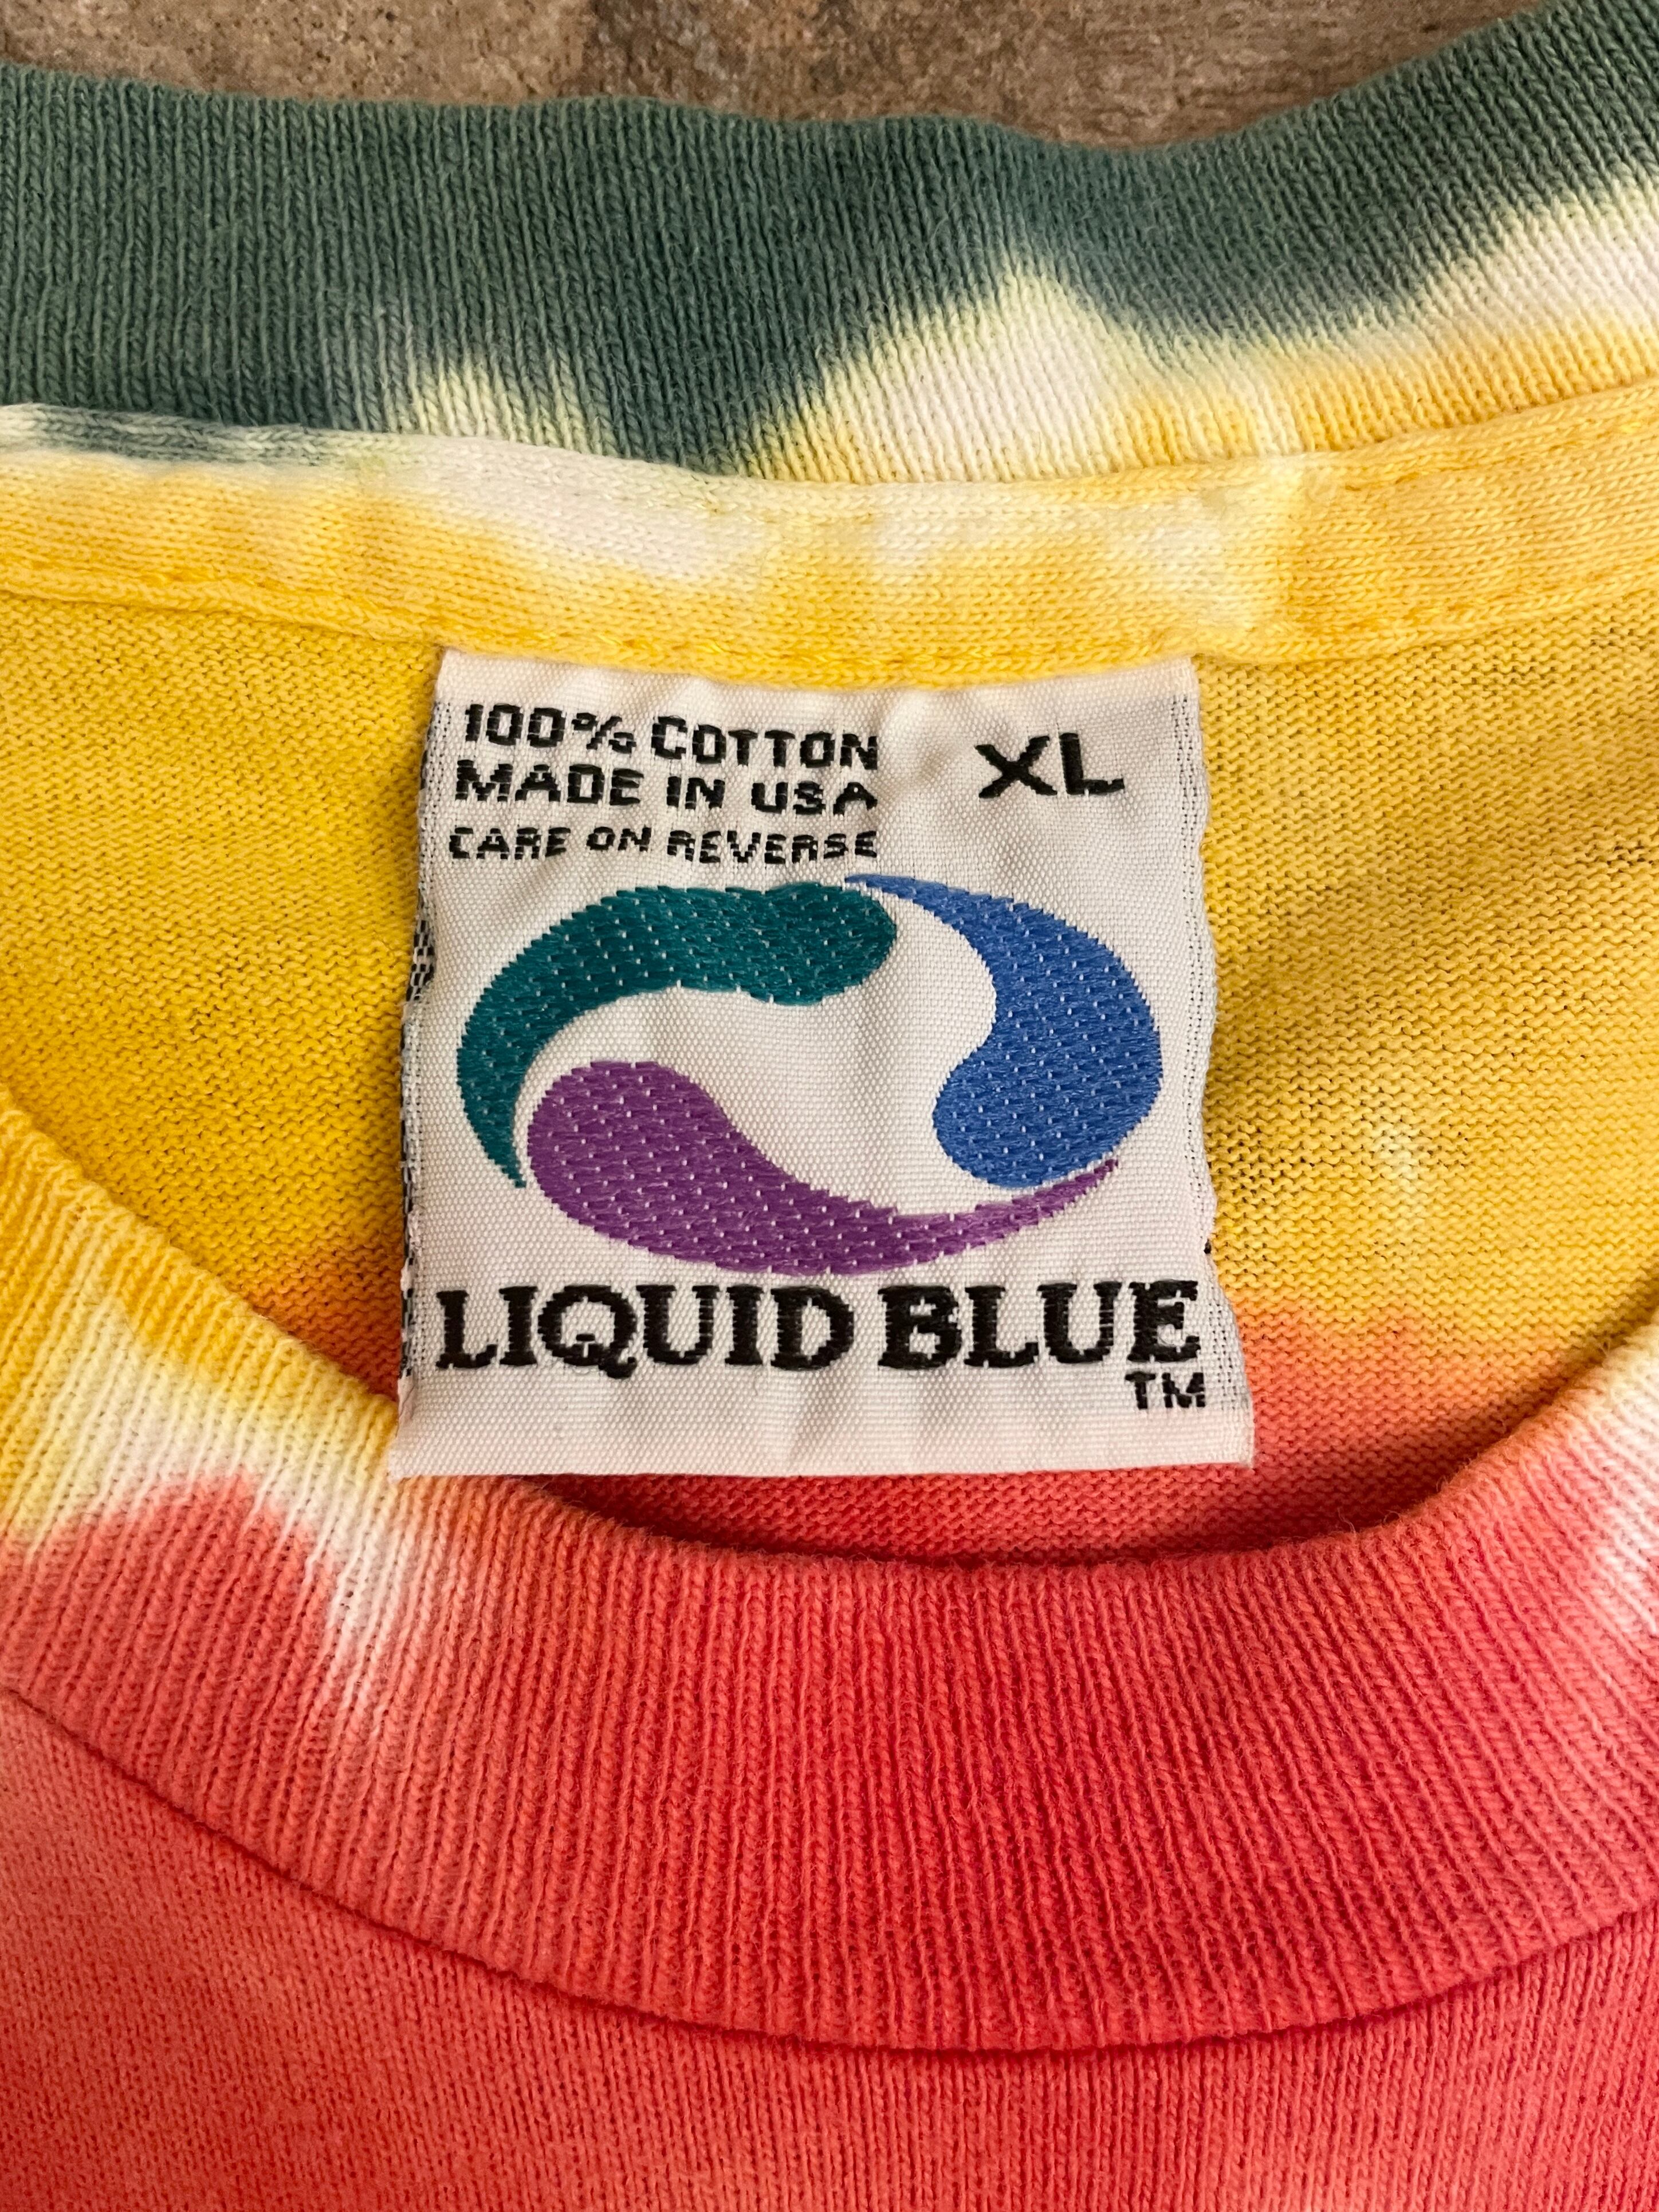 100% COTTON
MADE IN USA
CARE ON REVERSE
XL
LIQUID BLUE
TM